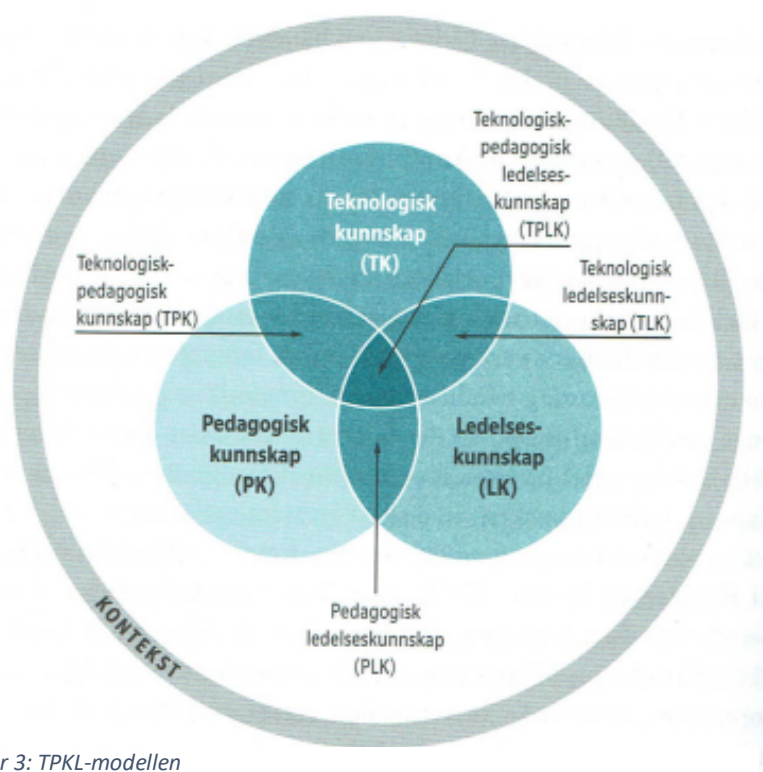 Teknologisk-
pedagogisk
ledelses-
kunnskap
(TPLK)
Teknologisk
kunnskap
(TK)
Teknologisk-
pedagogisk
kunnskap (TPK)
Teknologisk
ledelseskunn-
skap (TLK)
Pedagogisk
kunnskap
(PK)
Ledelses-
kunnskap
(LK)
Pedagogisk
ledelseskunnskap
(PLK)
KONTEKST
r 3: TPKL-modellen